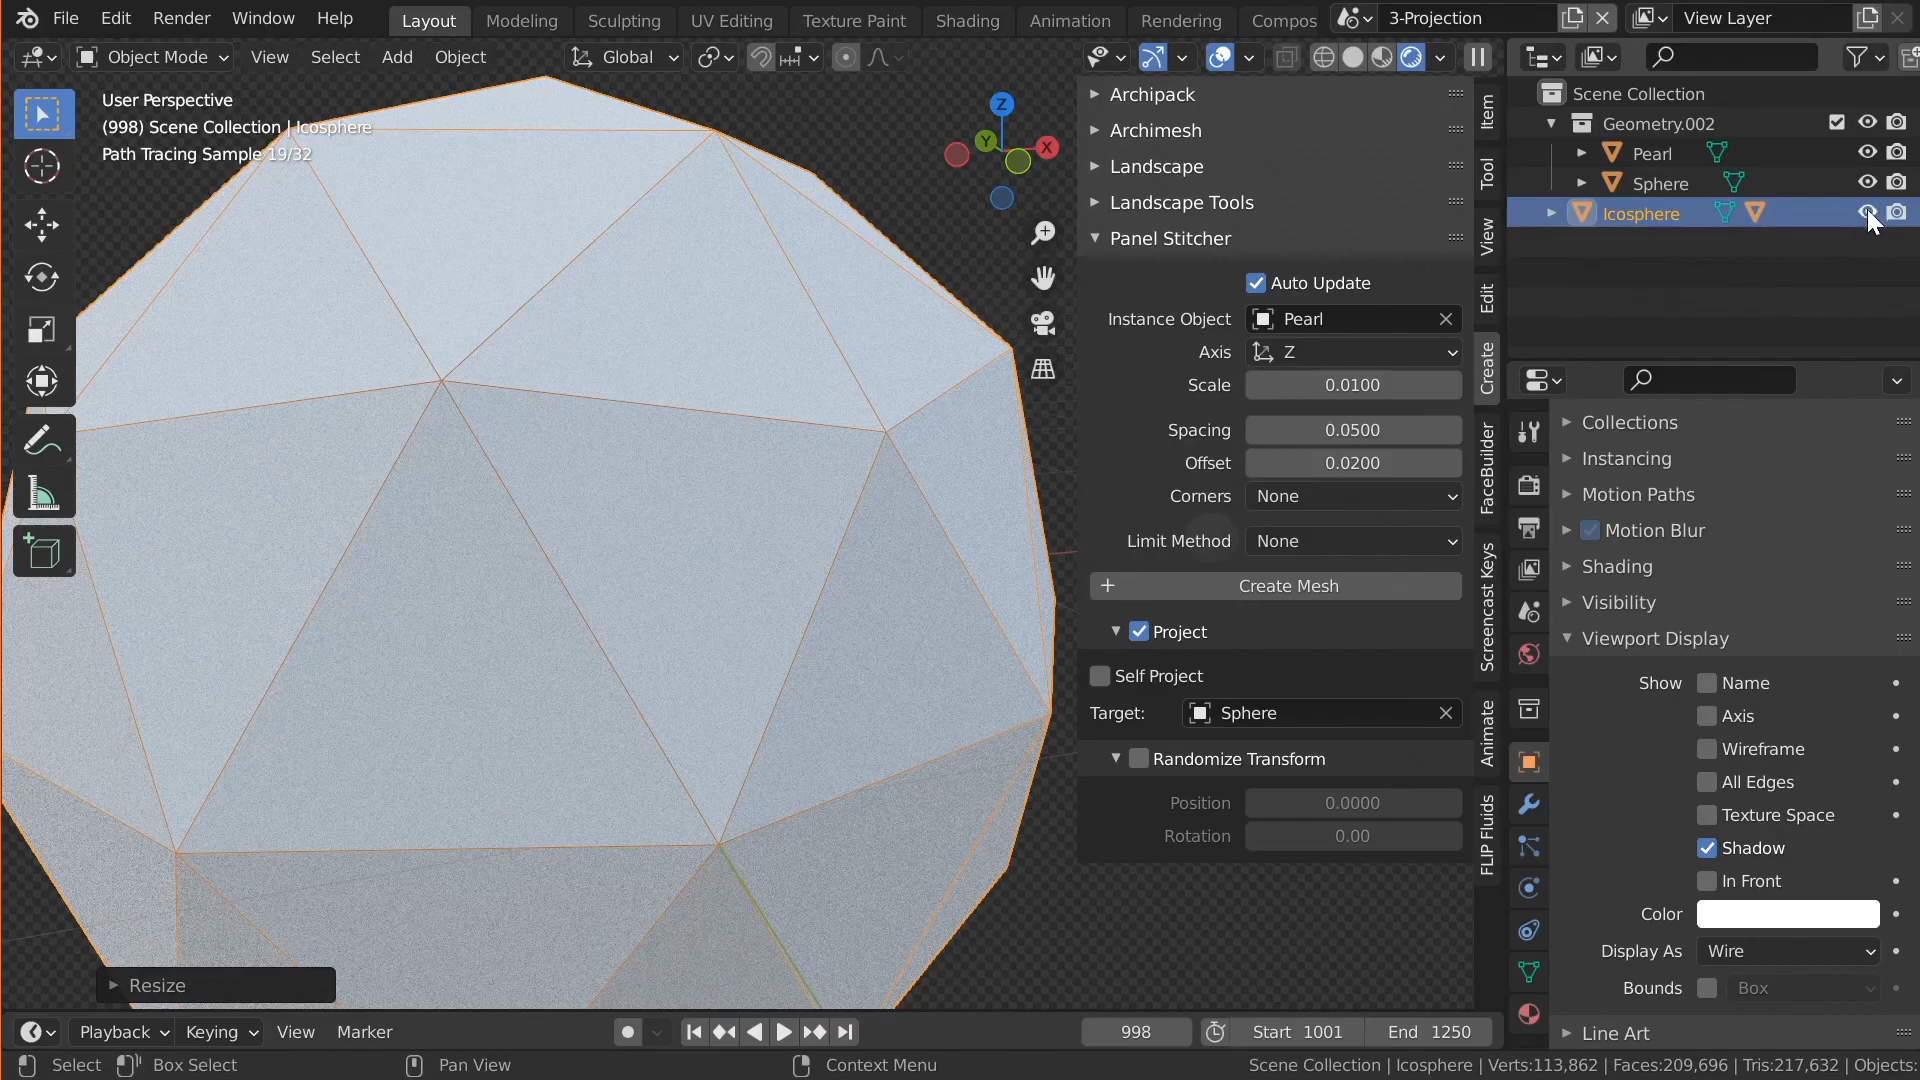 File Edit Render Window Help Layout Modeling Sculpting UV Editing Texture Paint Shading Animation Rendering Compos 3-Projection View Layer
Object Mode View Select Add Object Global
User Perspective
(998) Scene Collection | Icosphere
Path Tracing Sample 19/32
Z
Y
X
Archipack
Archimesh
Landscape
Landscape Tools
Panel Stitcher
Auto Update
Instance Object Pearl
Axis Z
Scale 0.0100
Spacing 0.0500
Offset 0.0200
Corners None
Limit Method None
Create Mesh
Project
Self Project
Target: Sphere
Randomize Transform
Position 0.0000
Rotation 0.00
Item
Tool
View
Edit
Create
FaceBuilder
Screencast Keys
Animate
FLIP Fluids
Scene Collection
Geometry.002
Pearl
Sphere
Icosphere
Collections
Instancing
Motion Paths
Motion Blur
Shading
Visibility
Viewport Display
Show Name
Axis
Wireframe
All Edges
Texture Space
Shadow
In Front
Color
Display As Wire
Bounds Box
Line Art
Resize
Playback Keying View Marker 998 Start 1001 End 1250
Select Box Select Pan View Context Menu Scene Collection | Icosphere | Verts:113,862 | Faces:209,696 | Tris:217,632 | Objects: